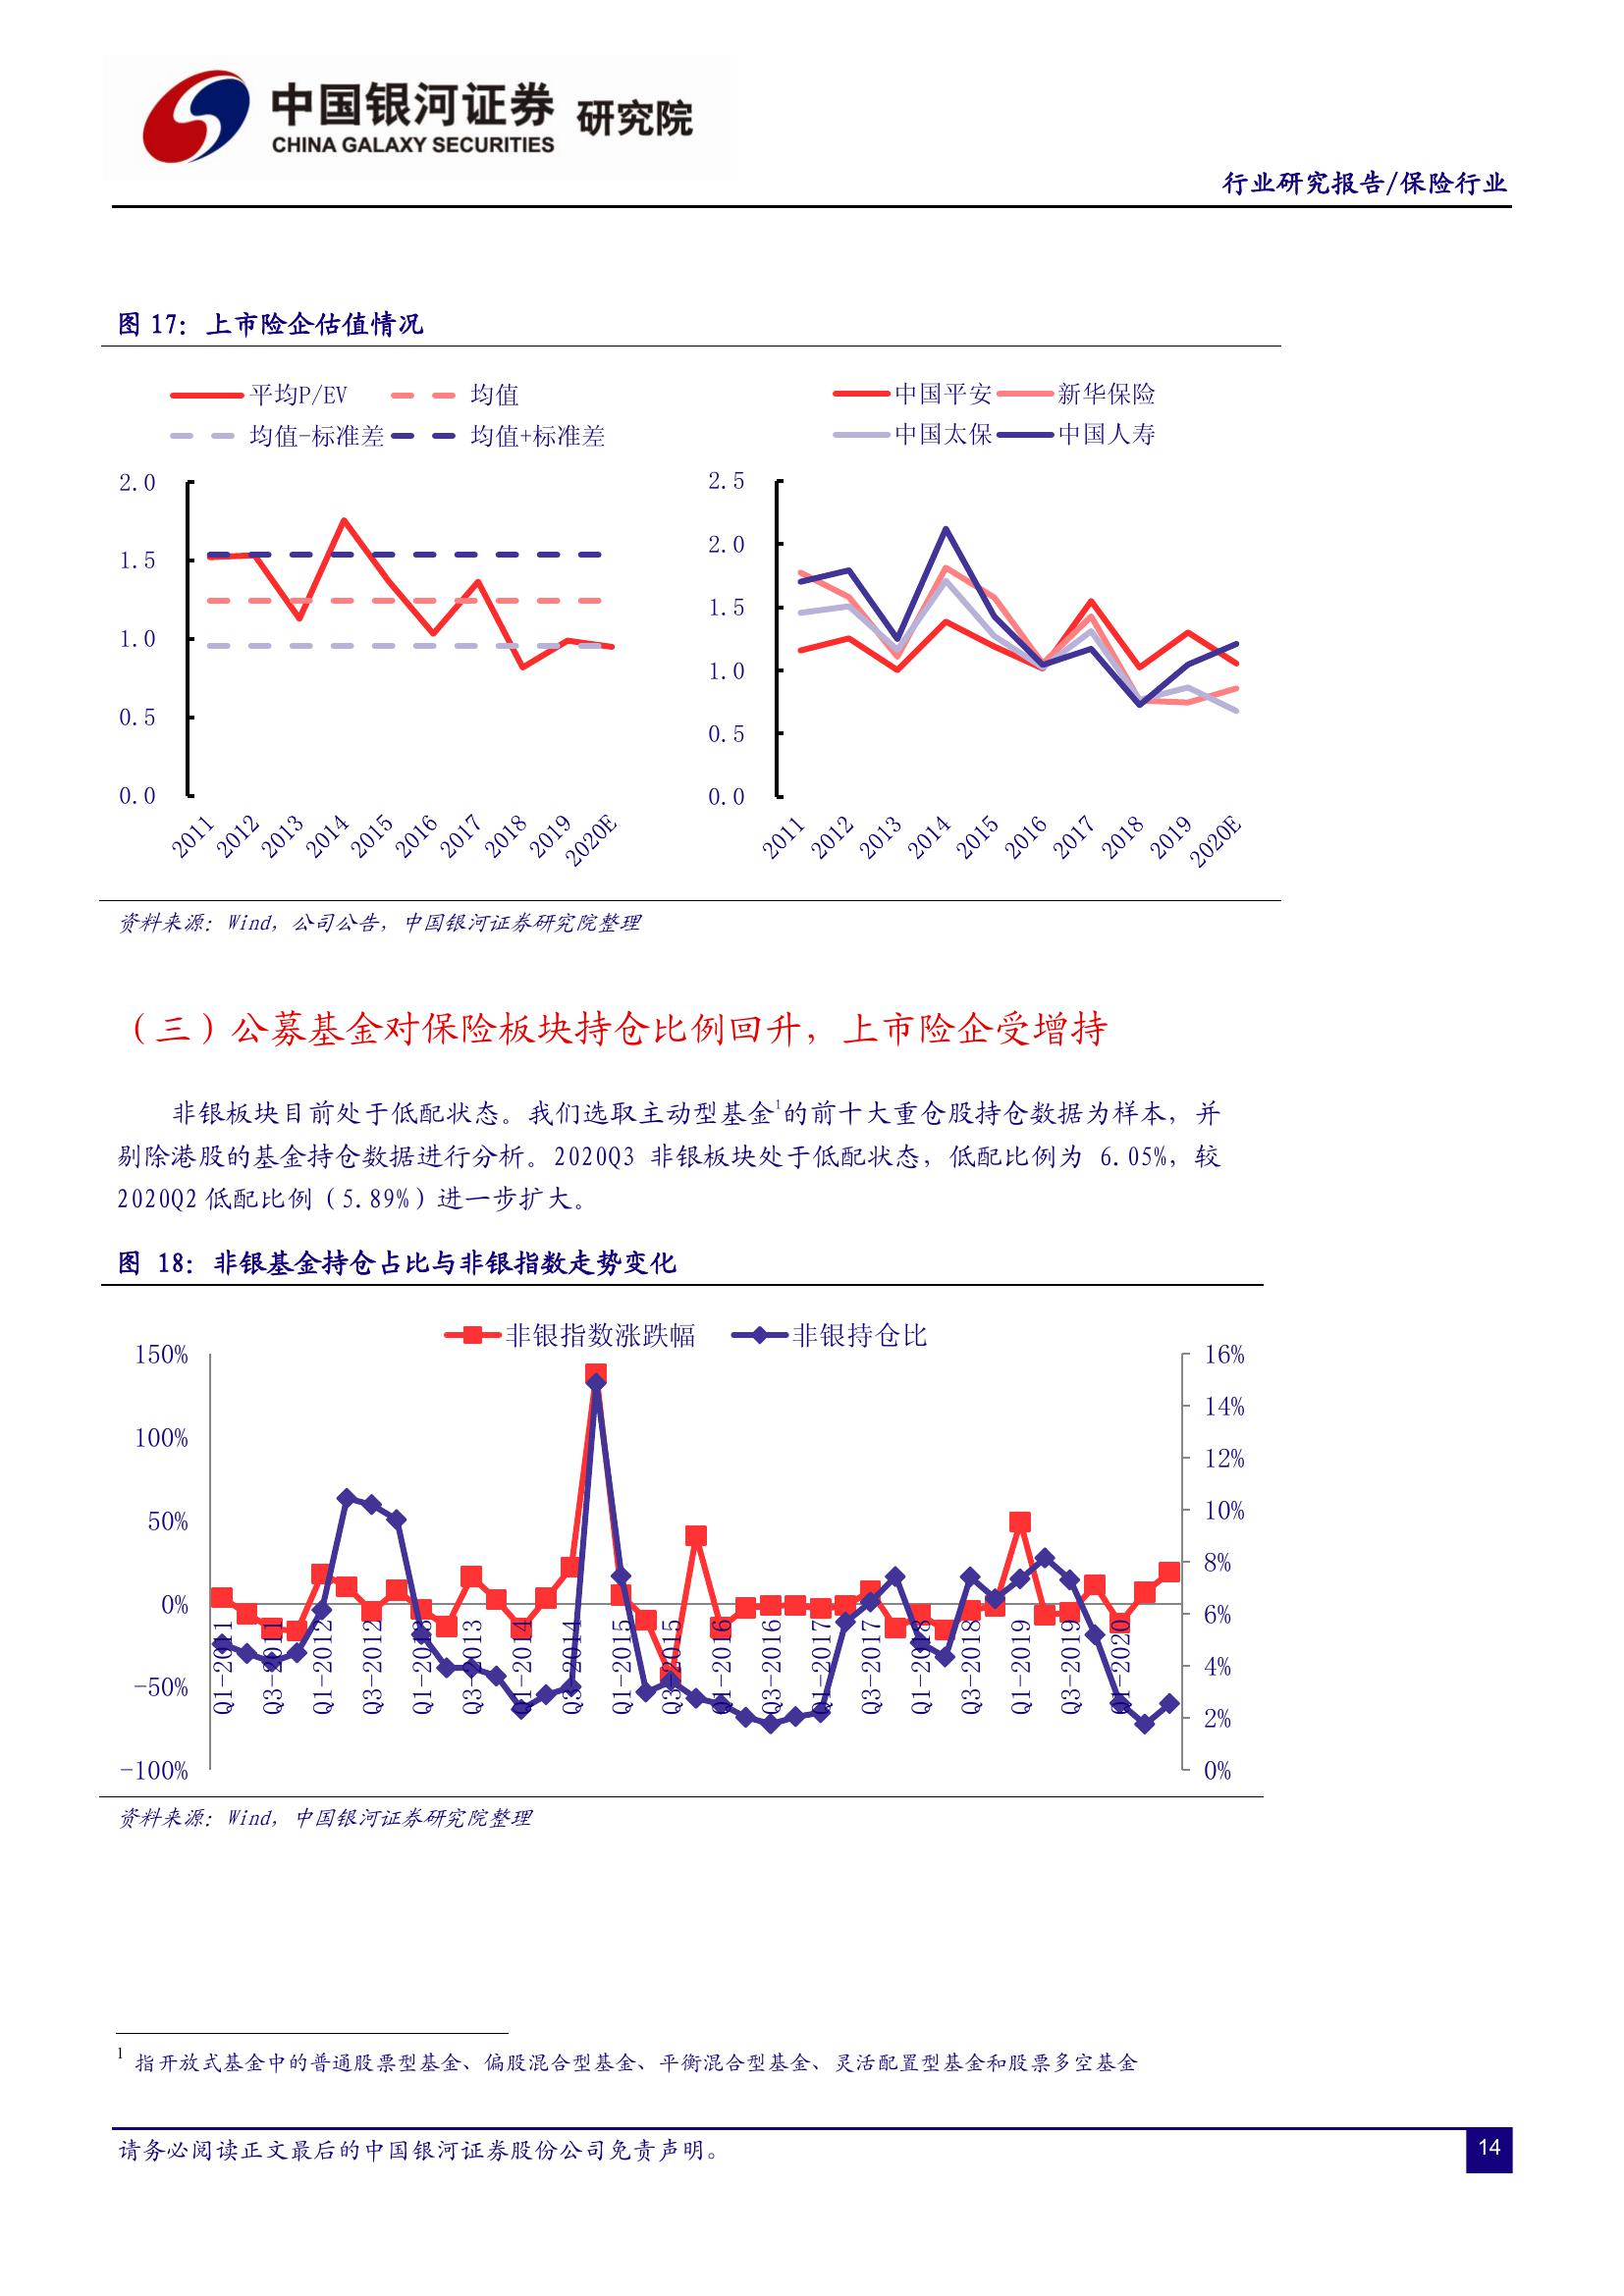 中国银河证券 研究院
CHINA GALAXY SECURITIES
行业研究报告/保险行业
图 17：上市险企估值情况
平均P/EV 均值
均值-标准差 均值+标准差
2.0
1.5
1.0
0.5
0.0
2011 2012 2013 2014 2015 2016 2017 2018 2019 2020E
中国平安 新华保险
中国太保 中国人寿
2.5
2.0
1.5
1.0
0.5
0.0
2011 2012 2013 2014 2015 2016 2017 2018 2019 2020E
资料来源：Wind，公司公告，中国银河证券研究院整理
（三）公募基金对保险板块持仓比例回升，上市险企受增持
非银板块目前处于低配状态。我们选取主动型基金1的前十大重仓股持仓数据为样本，并
剔除港股的基金持仓数据进行分析。2020Q3 非银板块处于低配状态，低配比例为 6.05%，较
2020Q2 低配比例（5.89%）进一步扩大。
图 18：非银基金持仓占比与非银指数走势变化
非银指数涨跌幅 非银持仓比
150%
100%
50%
0%
-50%
-100%
16%
14%
12%
10%
8%
6%
4%
2%
0%
Q1-2011 Q3-2011 Q1-2012 Q3-2012 Q1-2013 Q3-2013 Q1-2014 Q3-2014 Q1-2015 Q3-2015 Q1-2016 Q3-2016 Q1-2017 Q3-2017 Q1-2018 Q3-2018 Q1-2019 Q3-2019 Q1-2020
资料来源：Wind，中国银河证券研究院整理
1 指开放式基金中的普通股票型基金、偏股混合型基金、平衡混合型基金、灵活配置型基金和股票多空基金
请务必阅读正文最后的中国银河证券股份公司免责声明。
14